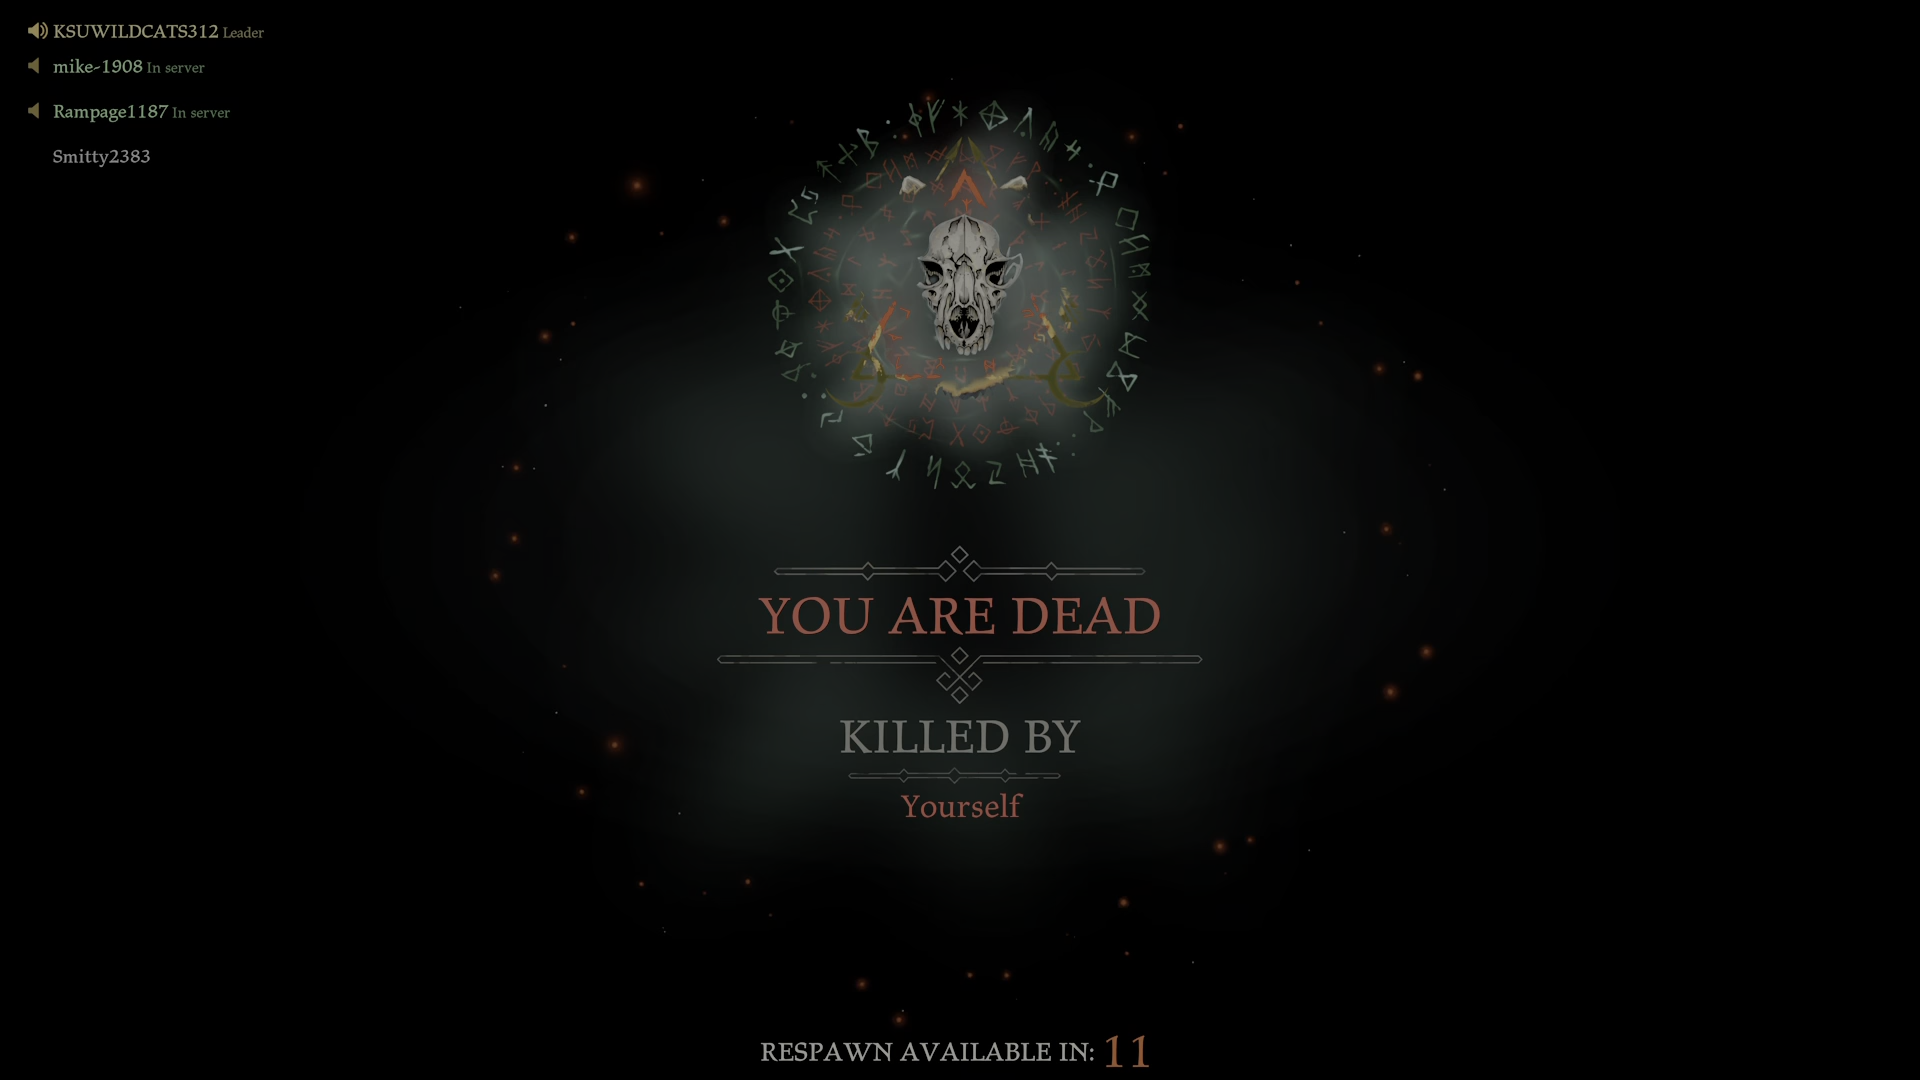 KSUWILDCATS312 Leader
mike-1908 In server
Rampage1187 In server
Smitty2383
YOU ARE DEAD
KILLED BY
Yourself
RESPAWN AVAILABLE IN: 11